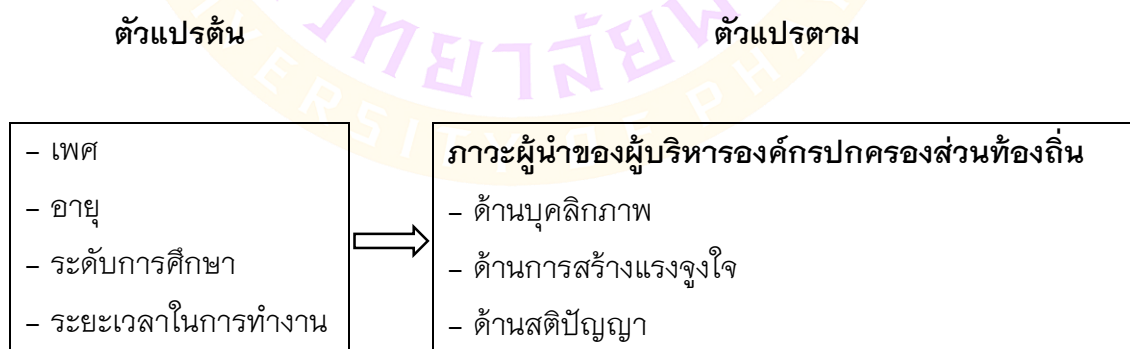 ตัวแปรต้น
ตัวแปรตาม
– เพศ
– อายุ
– ระดับการศึกษา
– ระยะเวลาในการทำงาน
ภาวะผู้นำของผู้บริหารองค์กรปกครองส่วนท้องถิ่น
– ด้านบุคลิกภาพ
– ด้านการสร้างแรงจูงใจ
– ด้านสติปัญญา